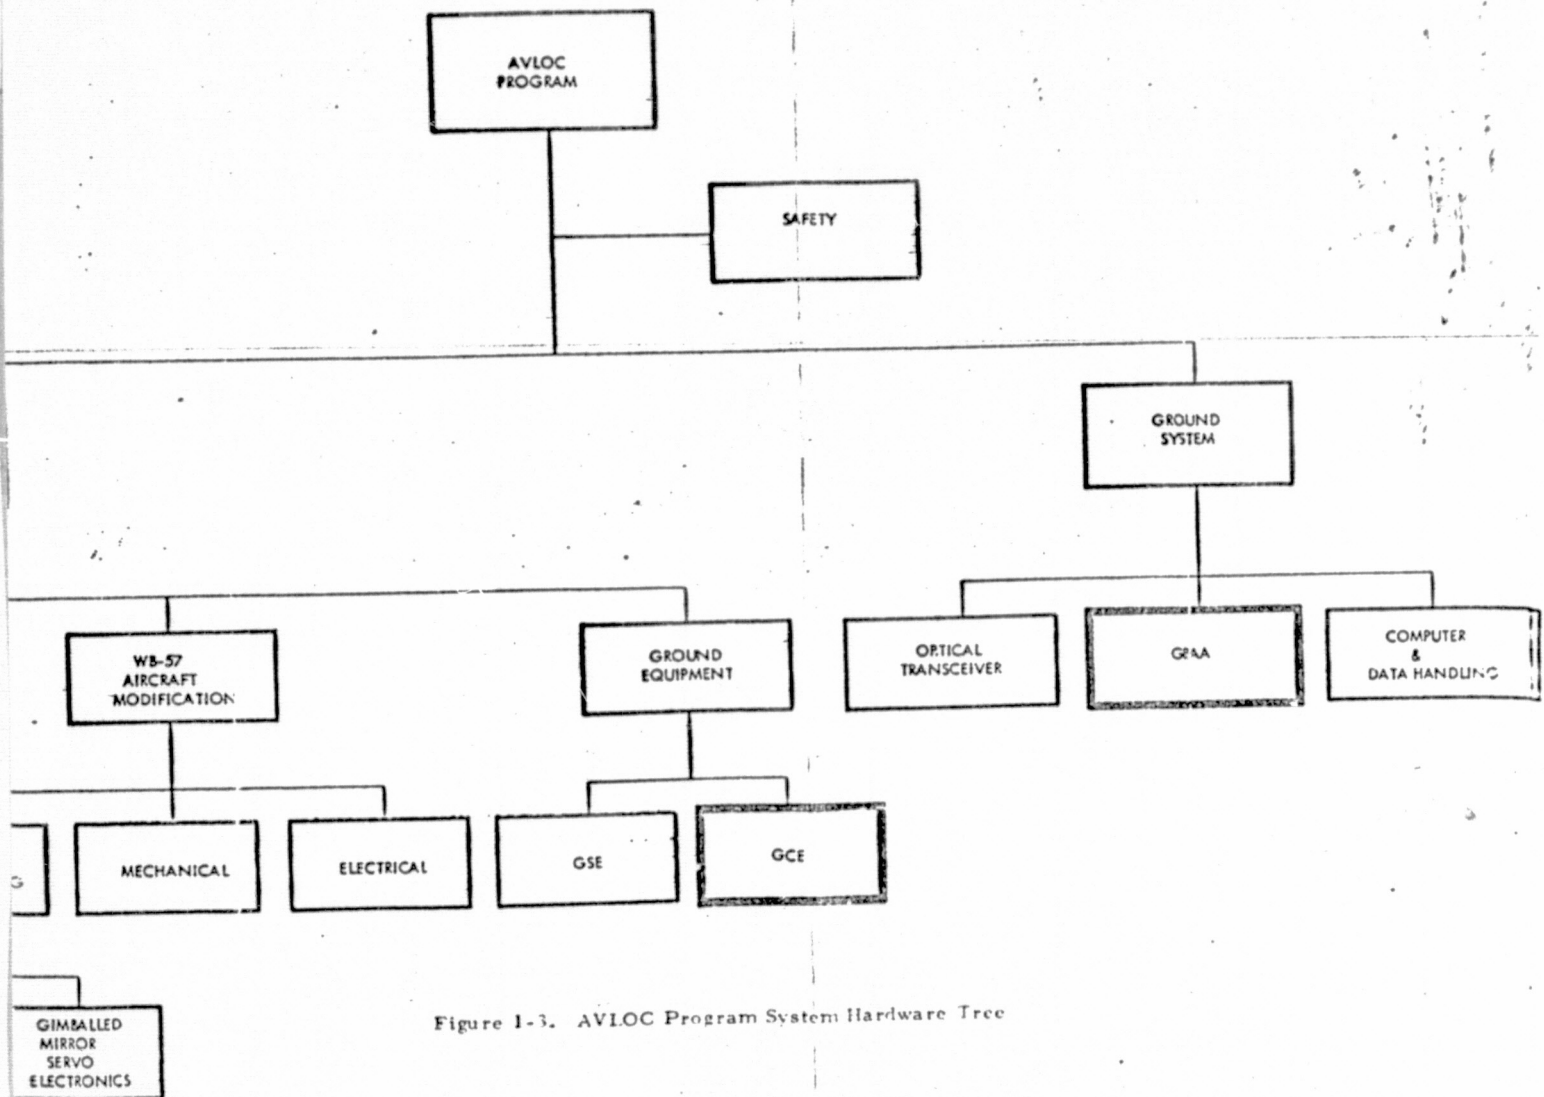 AVLOC
PROGRAM
SAFETY
GROUND
SYSTEM
WB-57
AIRCRAFT
MODIFICATION
GROUND
EQUIPMENT
OPTICAL
TRANSCEIVER
GPAA
COMPUTER
&
DATA HANDLING
G
MECHANICAL
ELECTRICAL
GSE
GCE
GIMBALLED
MIRROR
SERVO
ELECTRONICS
Figure 1-3. AVLOC Program System Hardware Tree